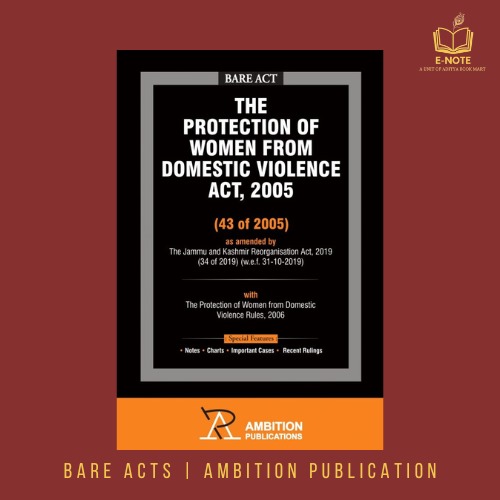 E-NOTE
A UNIT OF ADITYA BOOK MART
BARE ACT
THE
PROTECTION OF
WOMEN FROM
DOMESTIC VIOLENCE
ACT, 2005
(43 of 2005)
as amended by
The Jammu and Kashmir Reorganisation Act, 2019
(34 of 2019) (w.e.f. 31-10-2019)
with
The Protection of Women from Domestic
Violence Rules, 2006
Special Features :
• Notes • Charts • Important Cases • Recent Rulings
AMBITION
PUBLICATIONS
BARE ACTS | AMBITION PUBLICATION